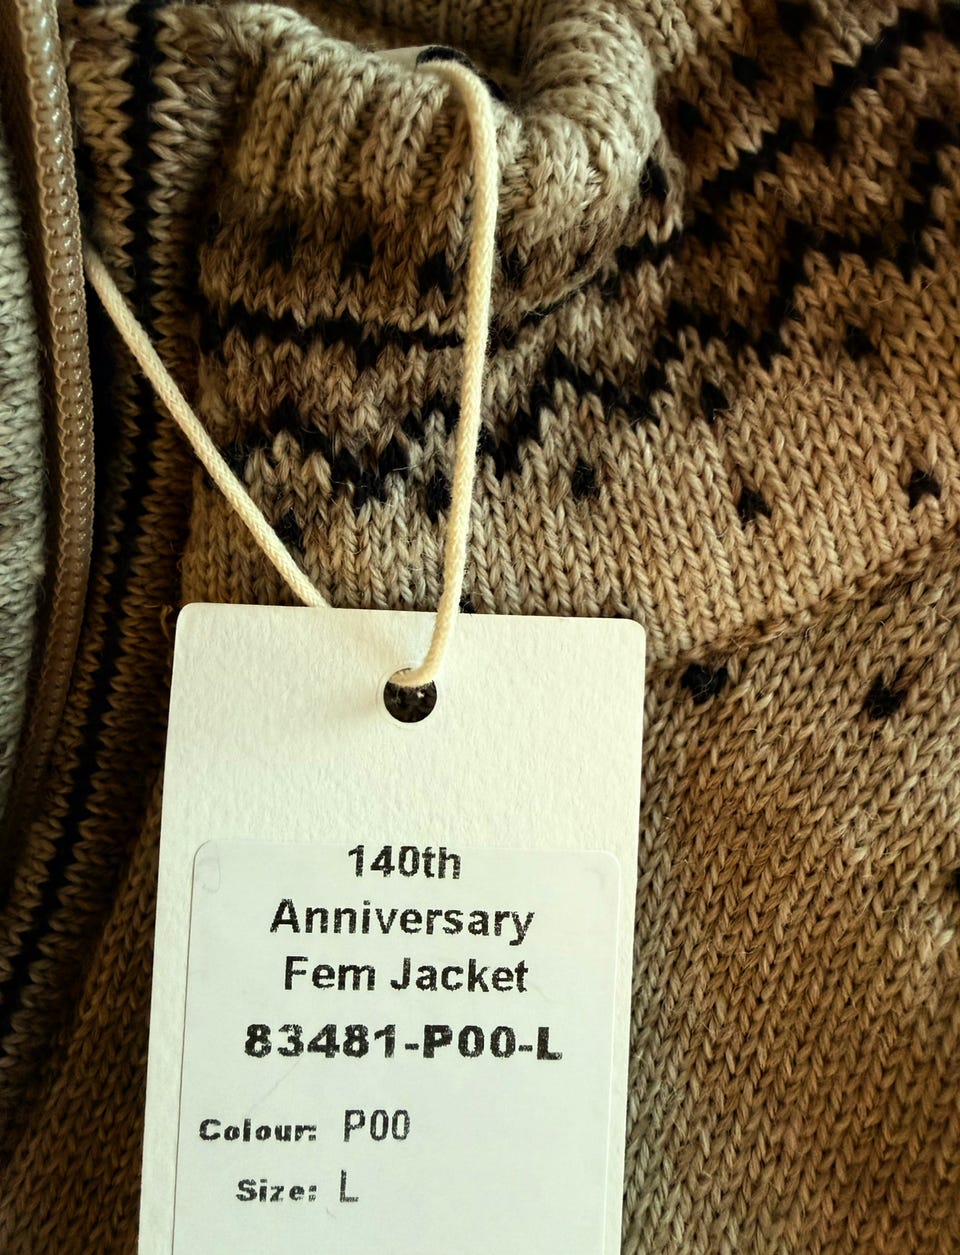 140th
Anniversary
Fem Jacket
83481-P00-L
Colour: P00
Size: L